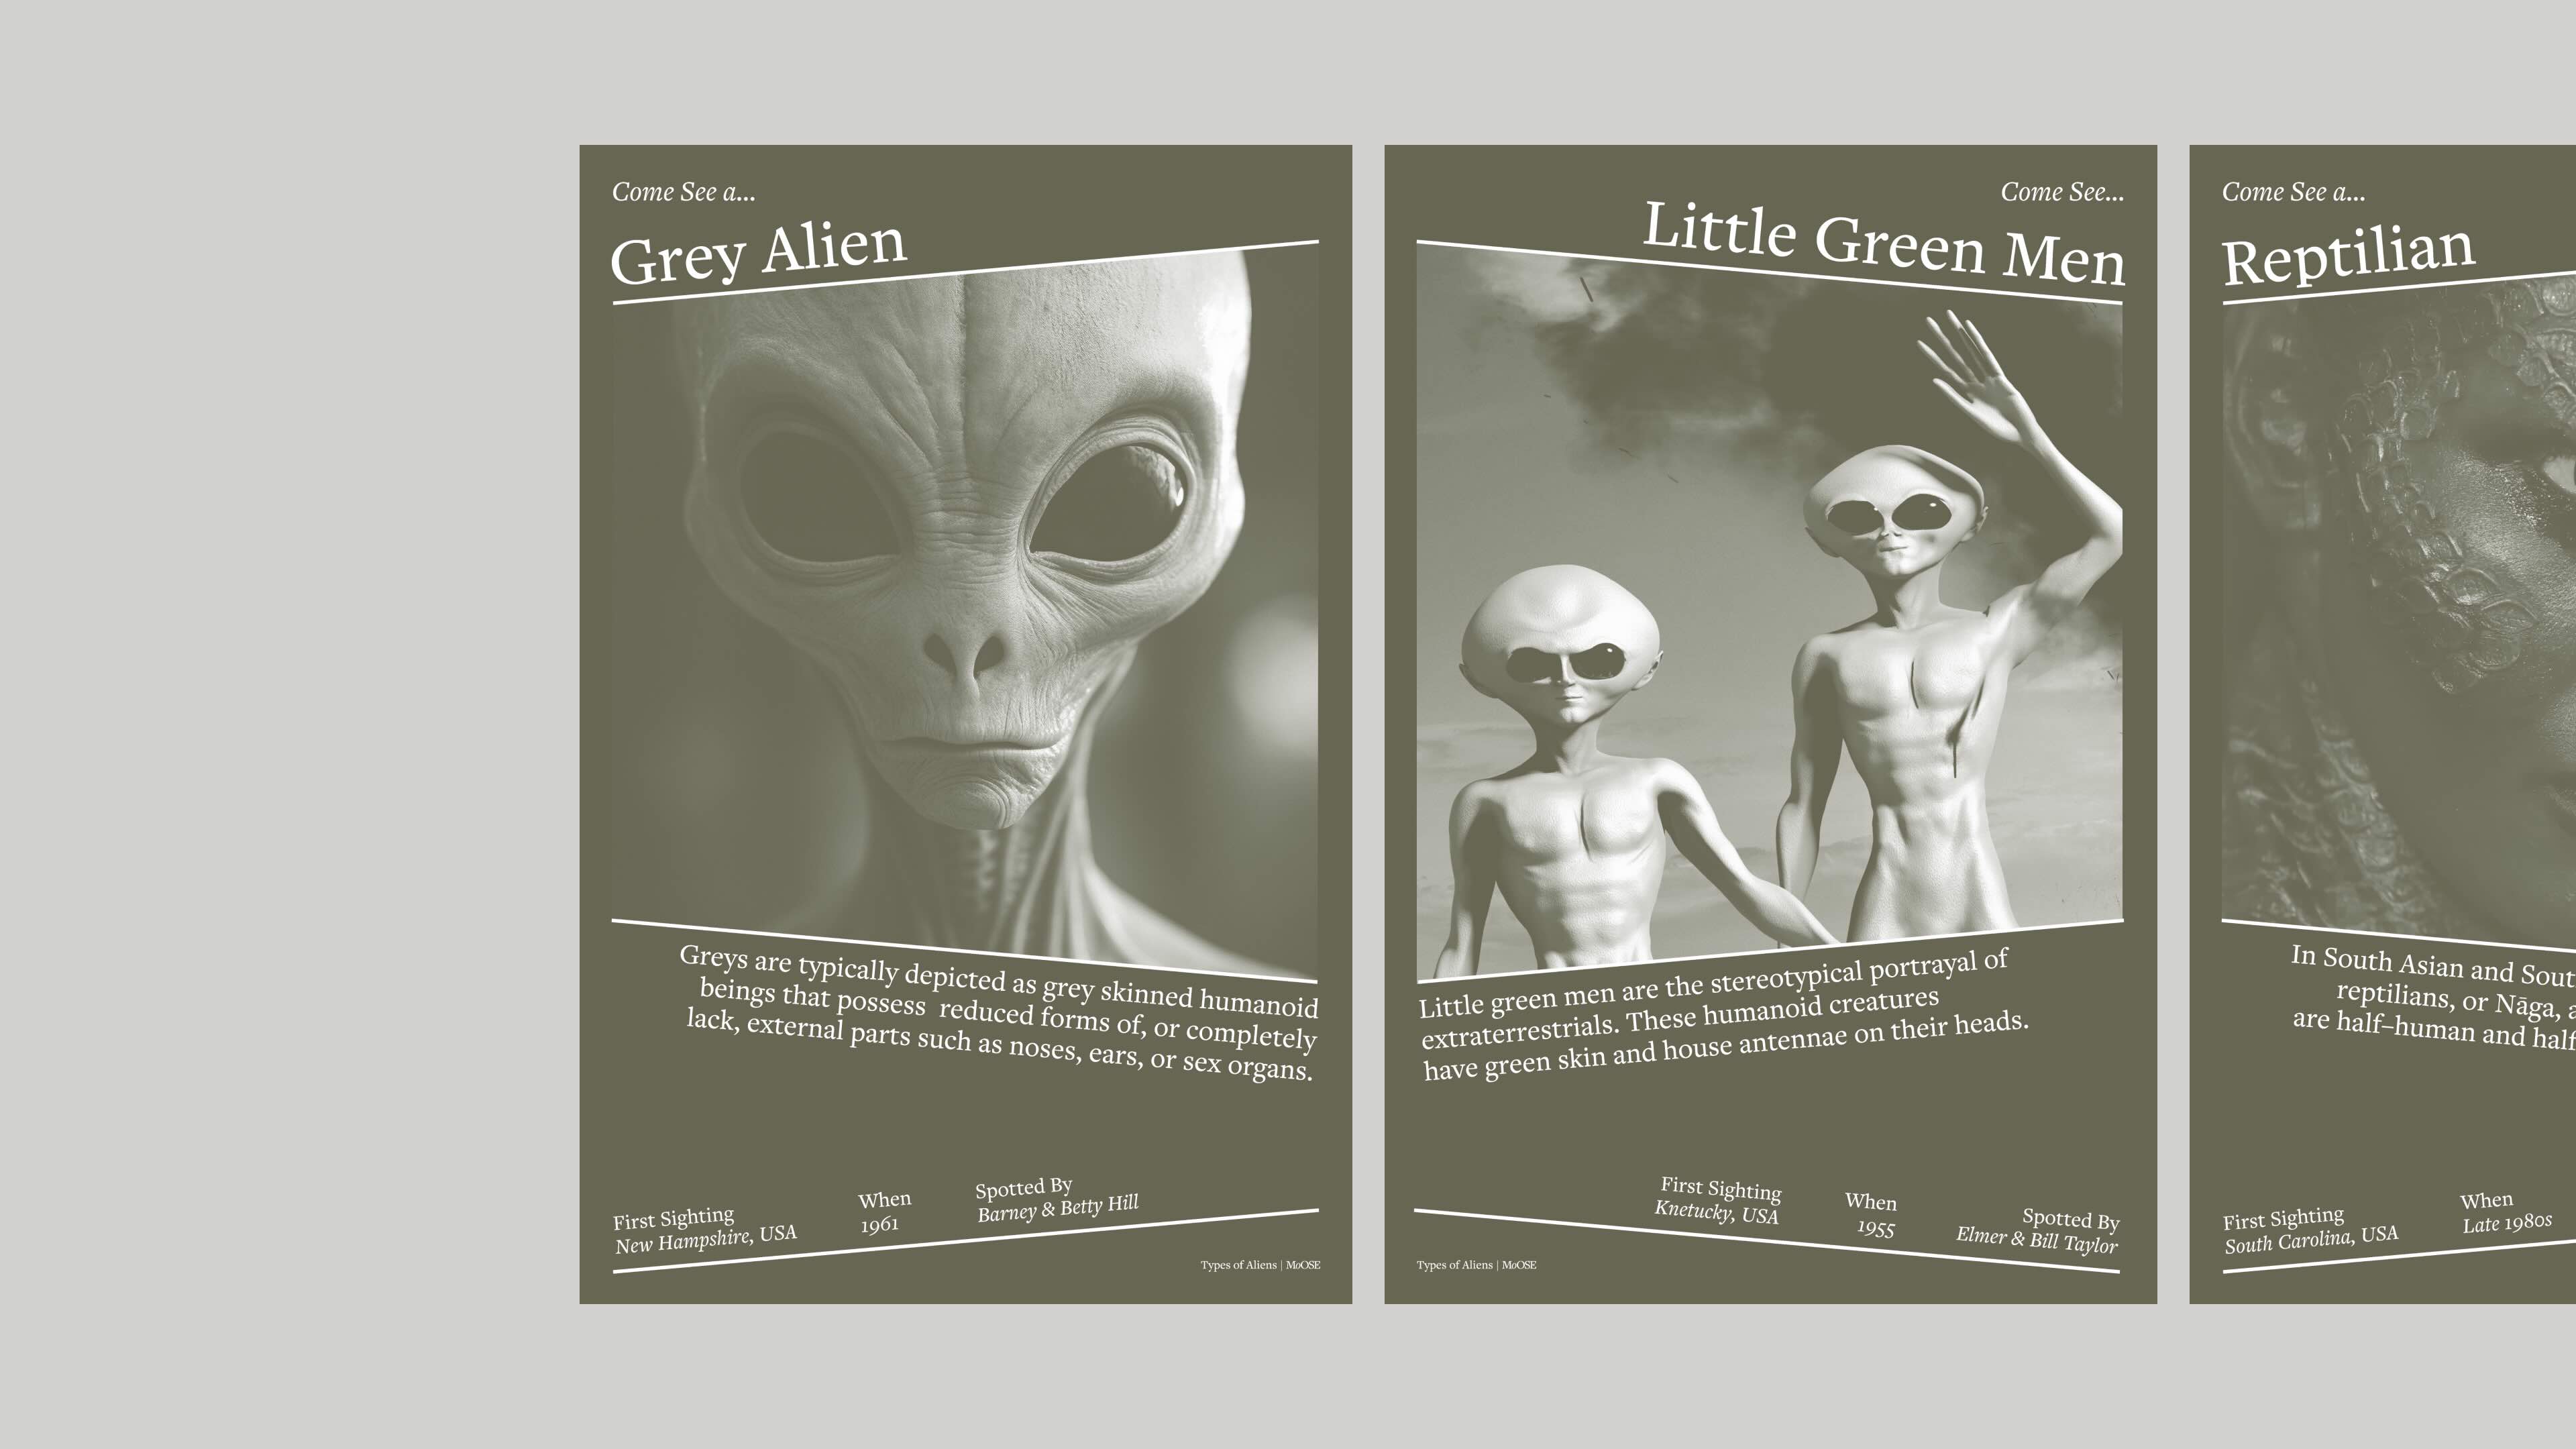 Come See a...
Grey Alien
Greys are typically depicted as grey skinned humanoid
beings that possess  reduced forms of, or completely
lack, external parts such as noses, ears, or sex organs.
First Sighting
New Hampshire, USA
When
1961
Spotted By
Barney & Betty Hill
Types of Aliens | MoOSE
Come See...
Little Green Men
Little green men are the stereotypical portrayal of
extraterrestrials. These humanoid creatures
have green skin and house antennae on their heads.
First Sighting
Knetucky, USA
When
1955
Spotted By
Elmer & Bill Taylor
Types of Aliens | MoOSE
Come See a...
Reptilian
In South Asian and Sout
reptilians, or Nāga, a
are half–human and half
First Sighting
South Carolina, USA
When
Late 1980s